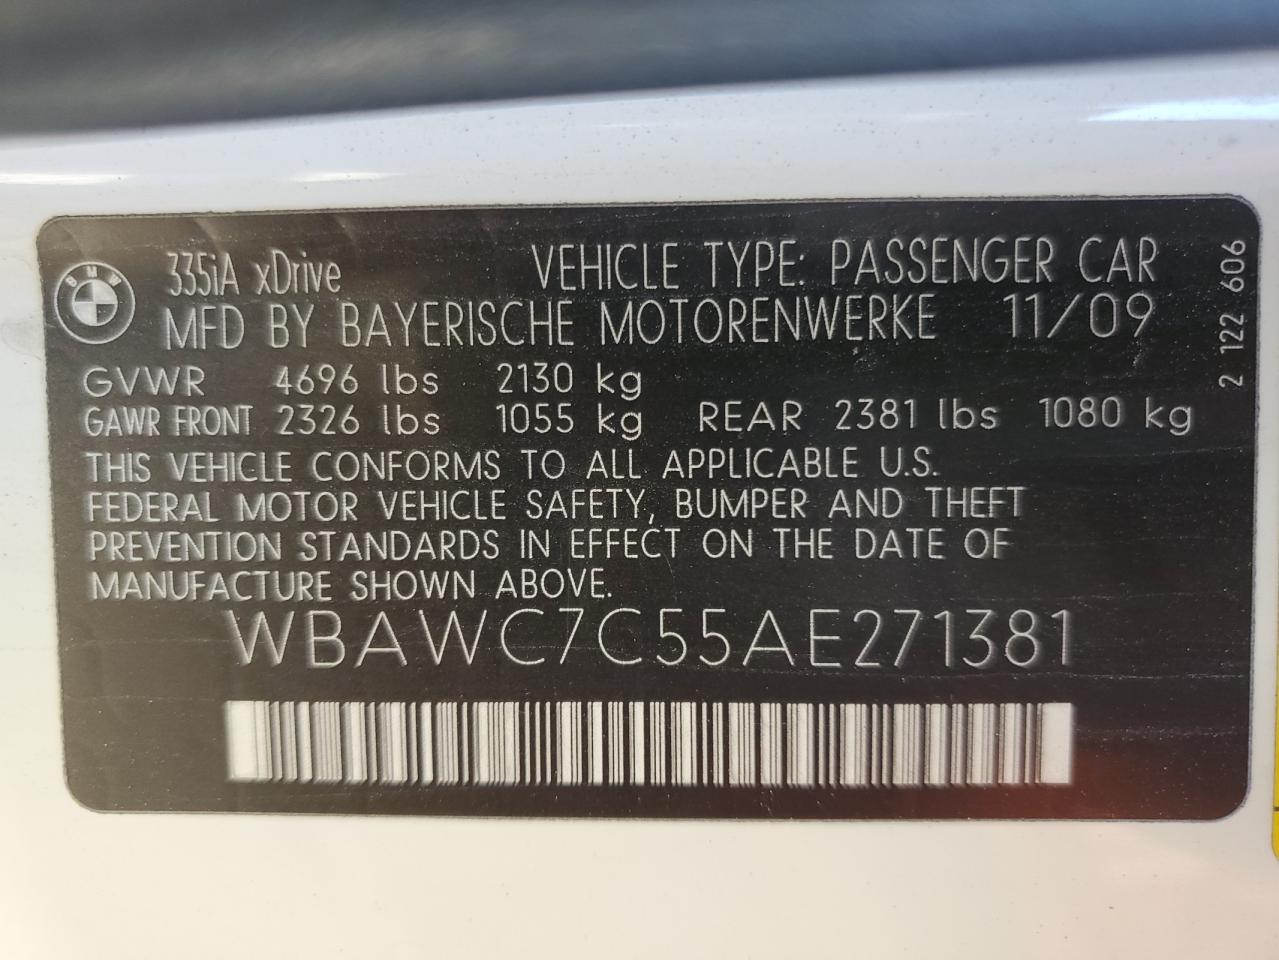 BMW
335iA xDrive VEHICLE TYPE: PASSENGER CAR
MFD BY BAYERISCHE MOTORENWERKE 11/09
GVWR 4696 lbs 2130 kg
GAWR FRONT 2326 lbs 1055 kg REAR 2381 lbs 1080 kg
THIS VEHICLE CONFORMS TO ALL APPLICABLE U.S.
FEDERAL MOTOR VEHICLE SAFETY, BUMPER AND THEFT
PREVENTION STANDARDS IN EFFECT ON THE DATE OF
MANUFACTURE SHOWN ABOVE.
WBAWC7C55AE271381
2 122 606